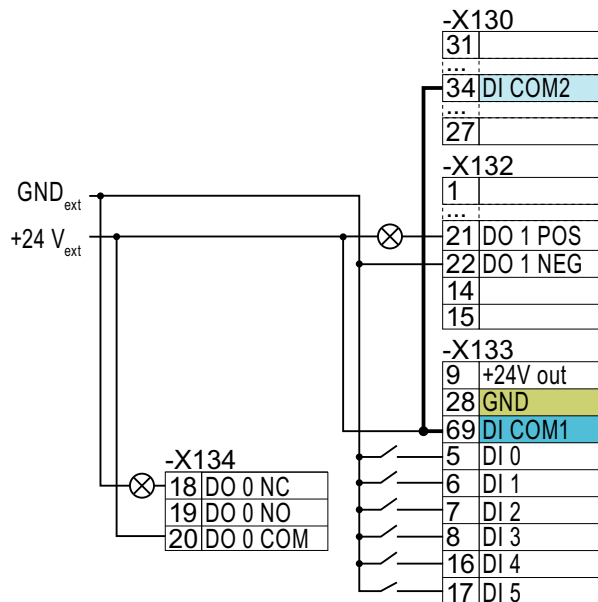 -X130
31
...
34 DI COM2
...
27
-X132
1
...
GND ext
+24 V ext
21 DO 1 POS
22 DO 1 NEG
14
15
-X133
9 +24V out
28 GND
69 DI COM1
5 DI 0
6 DI 1
7 DI 2
8 DI 3
16 DI 4
17 DI 5
-X134
18 DO 0 NC
19 DO 0 NO
20 DO 0 COM